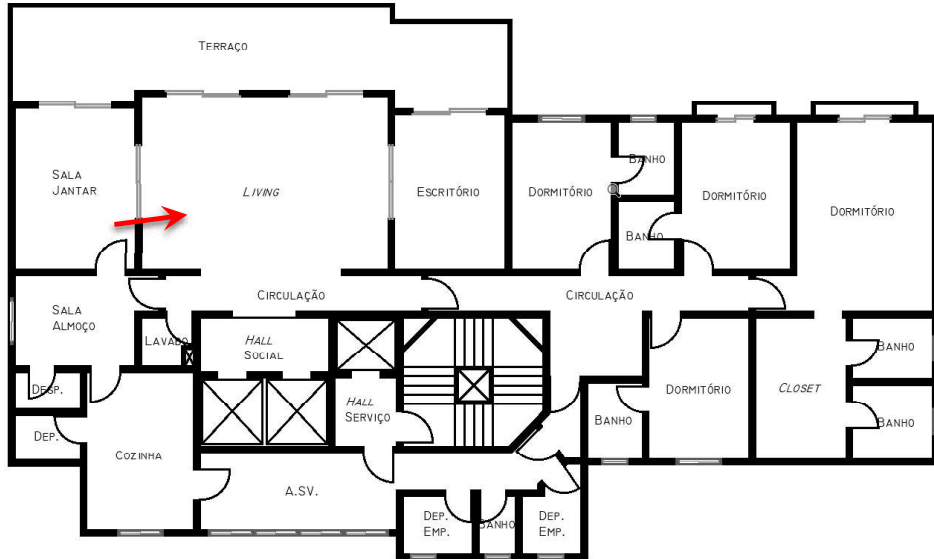 TERRAÇO
SALA
JANTAR
LIVING
ESCRITÓRIO
DORMITÓRIO
BANHO
BANHO
DORMITÓRIO
DORMITÓRIO
SALA
ALMOÇO
CIRCULAÇÃO
CIRCULAÇÃO
LAVABO
HALL
SOCIAL
DESP.
DEP.
COZINHA
HALL
SERVIÇO
BANHO
DORMITÓRIO
CLOSET
BANHO
BANHO
A.SV.
DEP.
EMP.
BANHO
DEP.
EMP.